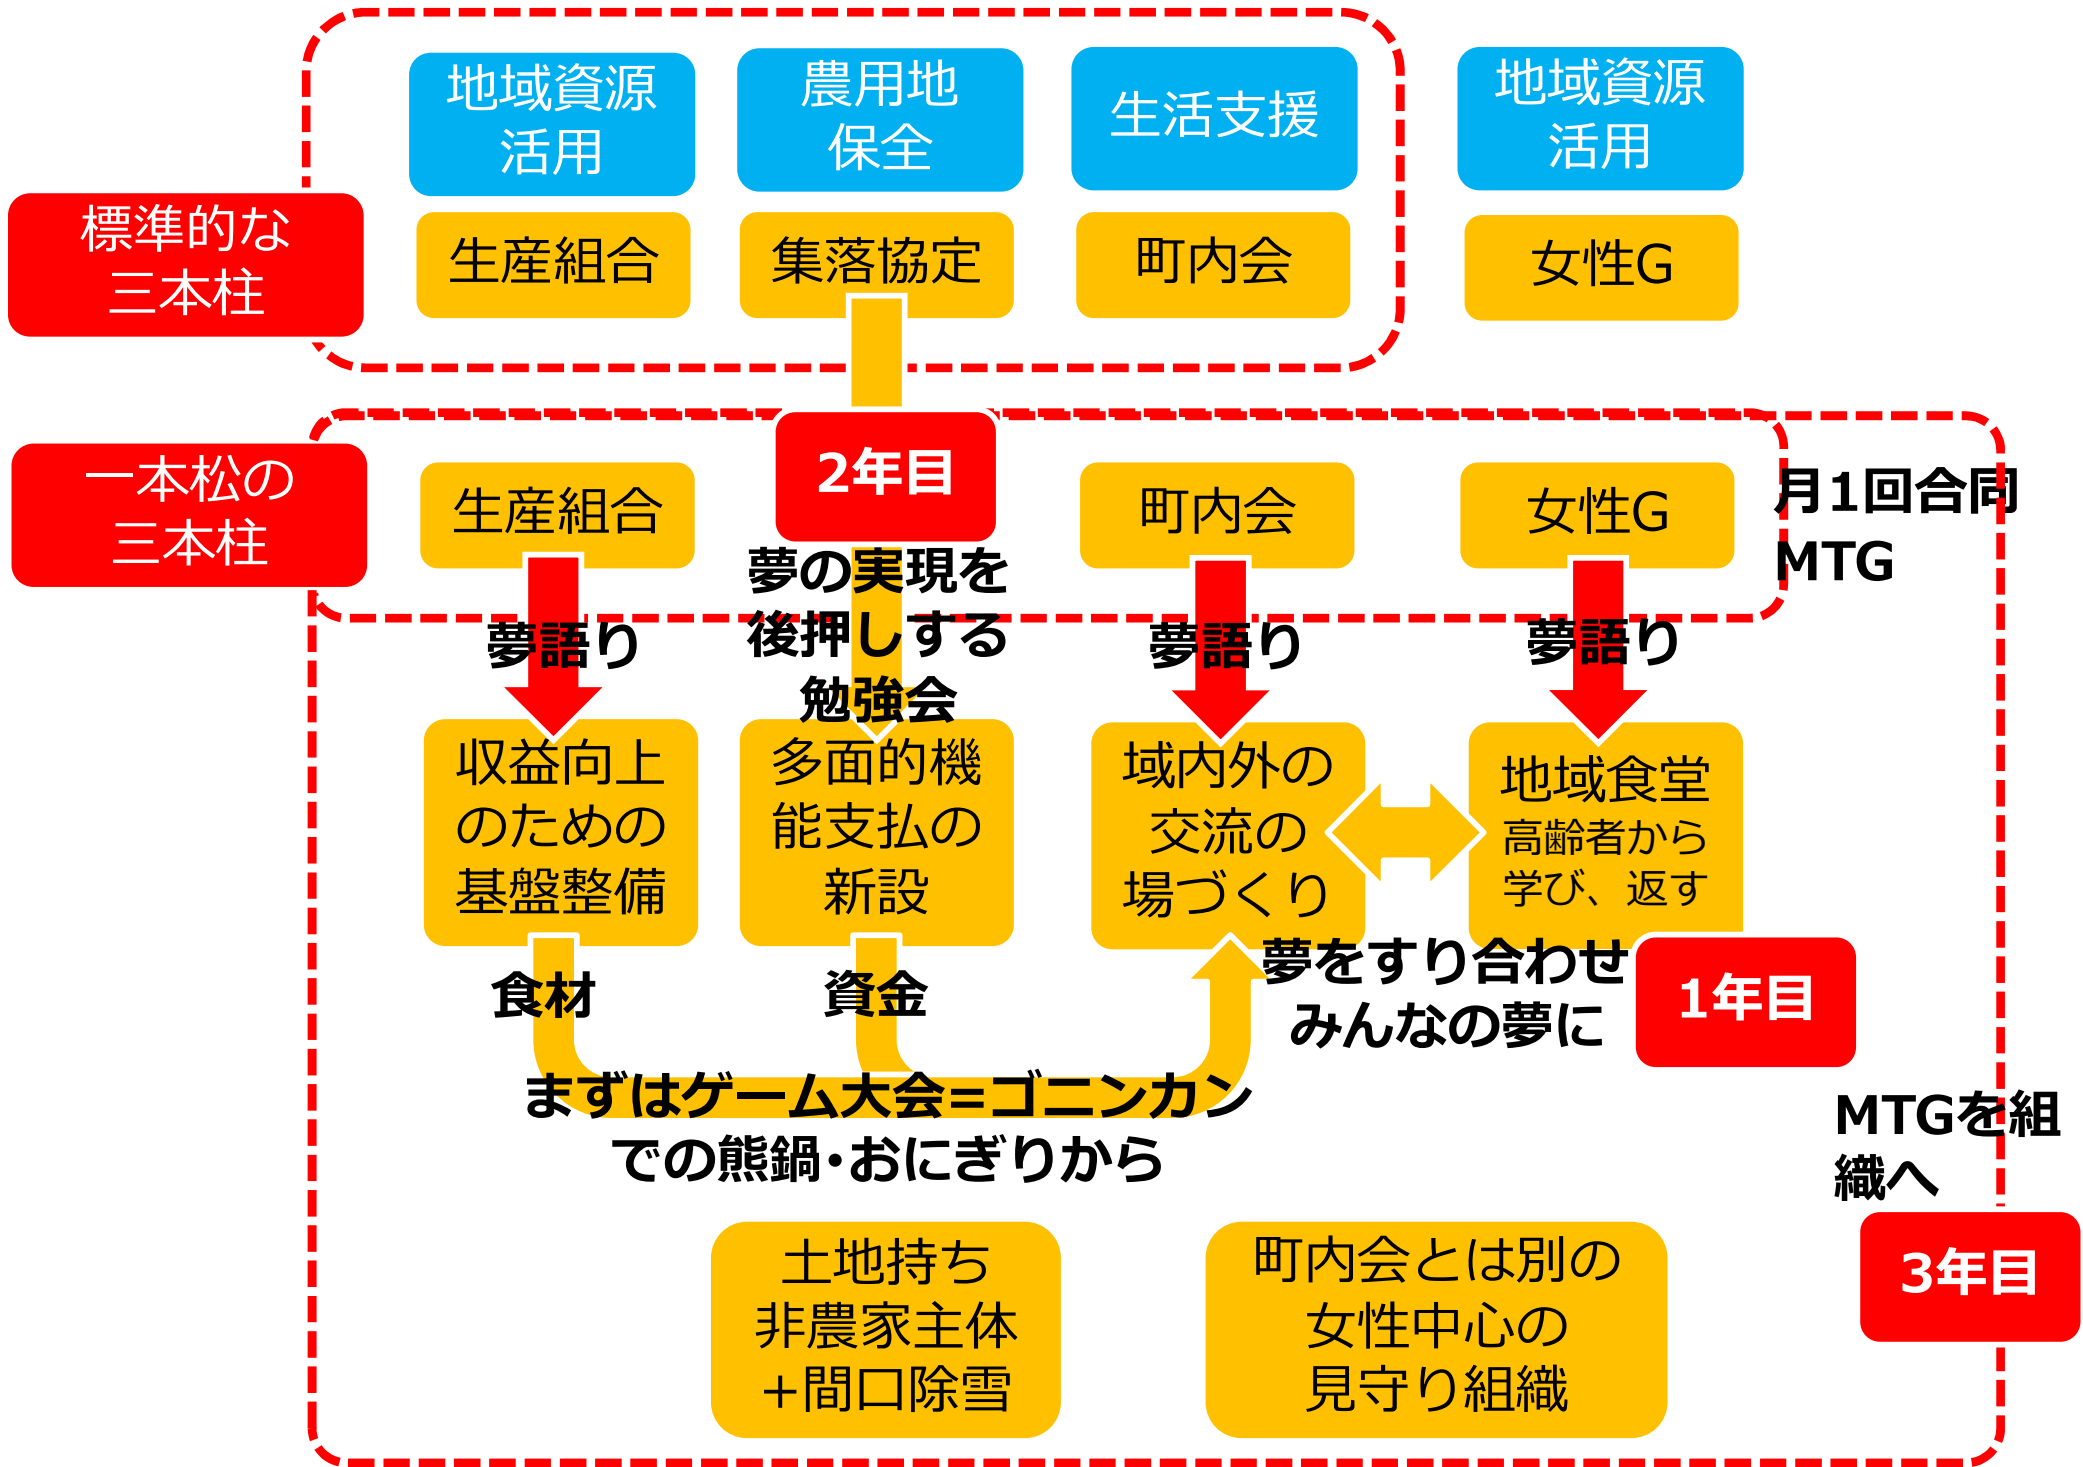 地域資源
活用
農用地
保全
生活支援
地域資源
活用
標準的な
三本柱
生産組合
集落協定
町内会
女性G
一本松の
三本柱
生産組合
2年目
町内会
女性G
月1回合同
MTG
夢語り
夢の実現を
後押しする
勉強会
夢語り
夢語り
収益向上
のための
基盤整備
多面的機
能支払の
新設
域内外の
交流の
場づくり
地域食堂
高齢者から
学び、返す
食材
資金
夢をすり合わせ
みんなの夢に
1年目
まずはゲーム大会=ゴニンカン
での熊鍋･おにぎりから
MTGを組
織へ
3年目
土地持ち
非農家主体
+間口除雪
町内会とは別の
女性中心の
見守り組織